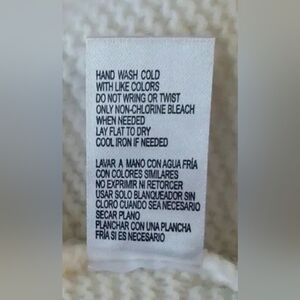 HAND WASH COLD
WITH LIKE COLORS
DO NOT WRING OR TWIST
ONLY NON-CHLORINE BLEACH
WHEN NEEDED
LAY FLAT TO DRY
COOL IRON IF NEEDED
LAVAR A MANO CON AGUA FRÍA
CON COLORES SIMILARES
NO EXPRIMIR NI RETORCER
USAR SOLO BLANQUEADOR SIN
CLORO CUANDO SEA NECESARIO
SECAR PLANO
PLANCHAR CON UNA PLANCHA
FRÍA SI ES NECESARIO